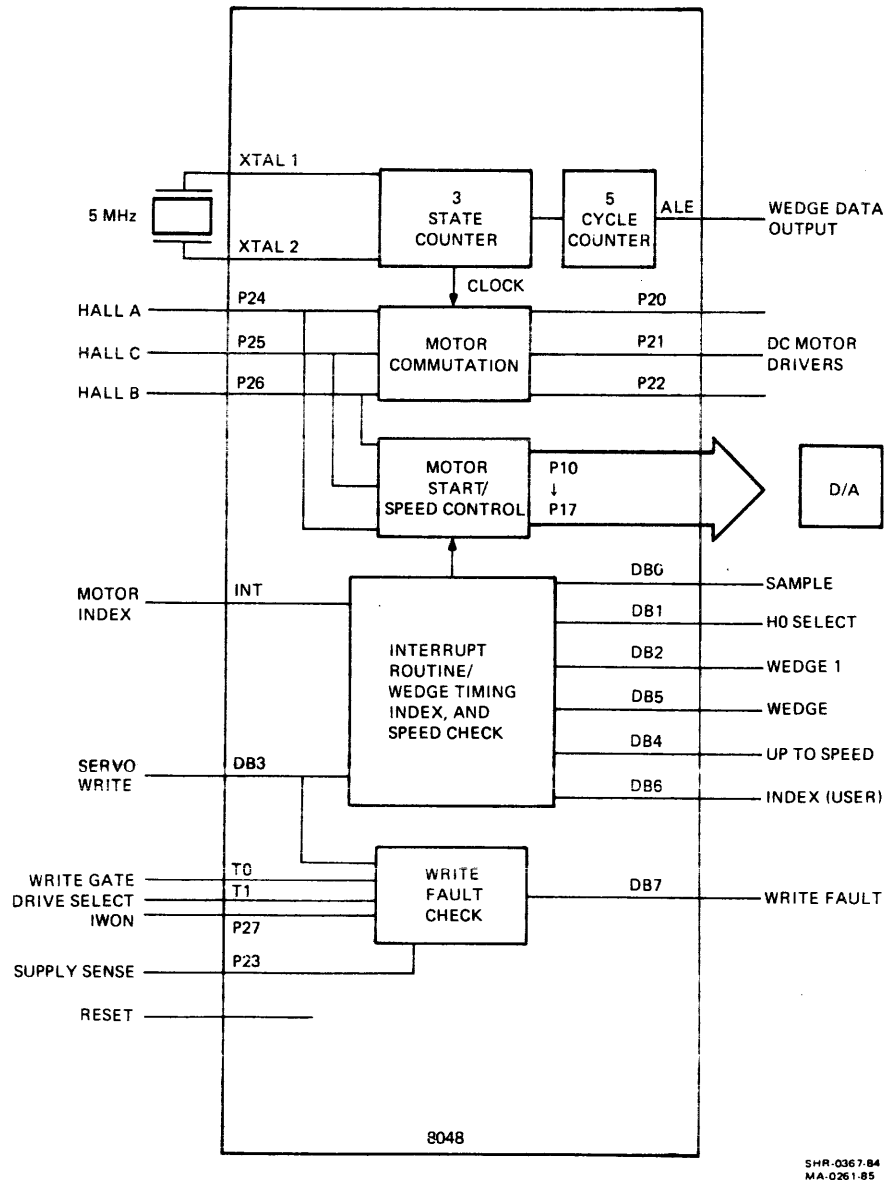 XTAL 1
5 MHz
XTAL 2
3
STATE
COUNTER
5
CYCLE
COUNTER
ALE
WEDGE DATA
OUTPUT
CLOCK
HALL A
P24
HALL C
P25
HALL B
P26
MOTOR
COMMUTATION
P20
P21
P22
DC MOTOR
DRIVERS
MOTOR
START/
SPEED CONTROL
P10
↓
P17
D/A
MOTOR
INDEX
INT
INTERRUPT
ROUTINE/
WEDGE TIMING
INDEX, AND
SPEED CHECK
DB0
SAMPLE
DB1
H0 SELECT
DB2
WEDGE 1
DB5
WEDGE
DB4
UP TO SPEED
DB6
INDEX (USER)
SERVO
WRITE
DB3
WRITE GATE
T0
DRIVE SELECT
T1
IWON
P27
SUPPLY SENSE
P23
WRITE
FAULT
CHECK
DB7
WRITE FAULT
RESET
8048
SHR-0367-84
MA-0261-85